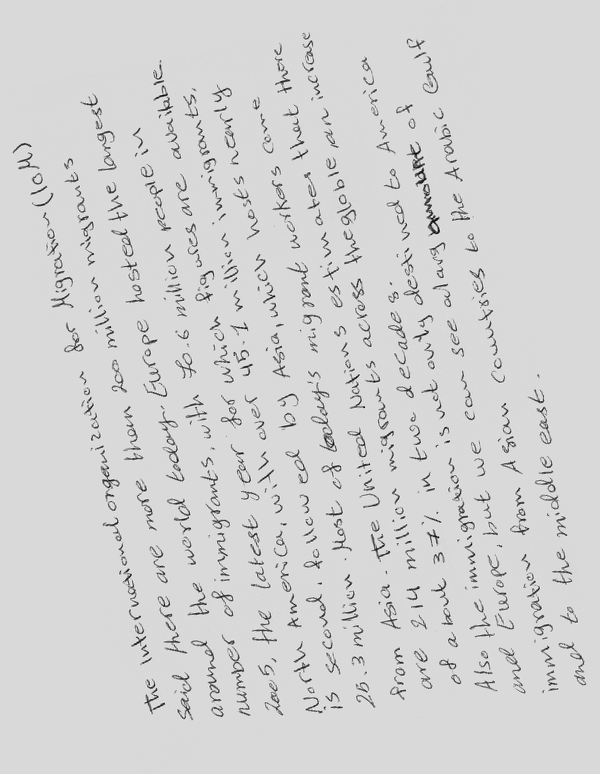 The International organization for Migration (IOM)
said there are more than 200 million migrants
around the world today. Europe hosted the largest
number of immigrants, with 70.6 million people in
2005, the latest year for which figures are available.
North America, with over 45.1 million immigrants,
is second, followed by Asia, which hosts nearly
25.3 million. Most of today's migrant workers come
from Asia. The United Nations estimates that there
are 214 million migrants across the globle an increase
of about 37% in two decades.
Also the immigration is not only destined to America
and Europe, but we can see alarg amount of
immigration from Asian Countries to the Arabic Gulf
and to the middle east.